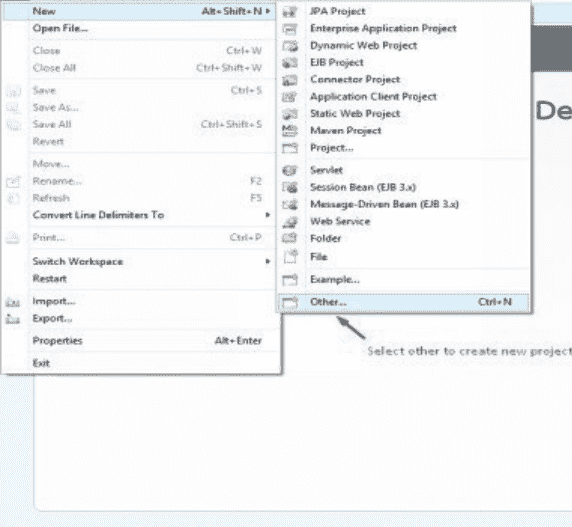 New Alt+Shift+N
Open File...
Close Ctrl+W
Close All Ctrl+Shift+W
Save Ctrl+S
Save As...
Save All Ctrl+Shift+S
Revert
Move...
Rename... F2
Refresh F5
Convert Line Delimiters To
Print... Ctrl+P
Switch Workspace
Restart
Import...
Export...
Properties Alt+Enter
Exit
JPA Project
Enterprise Application Project
Dynamic Web Project
EJB Project
Connector Project
Application Client Project
Static Web Project
Maven Project
Project...
Servlet
Session Bean (EJB 3.x)
Message-Driven Bean (EJB 3.x)
Web Service
Folder
File
Example...
Other... Ctrl+N
De
Select other to create new project